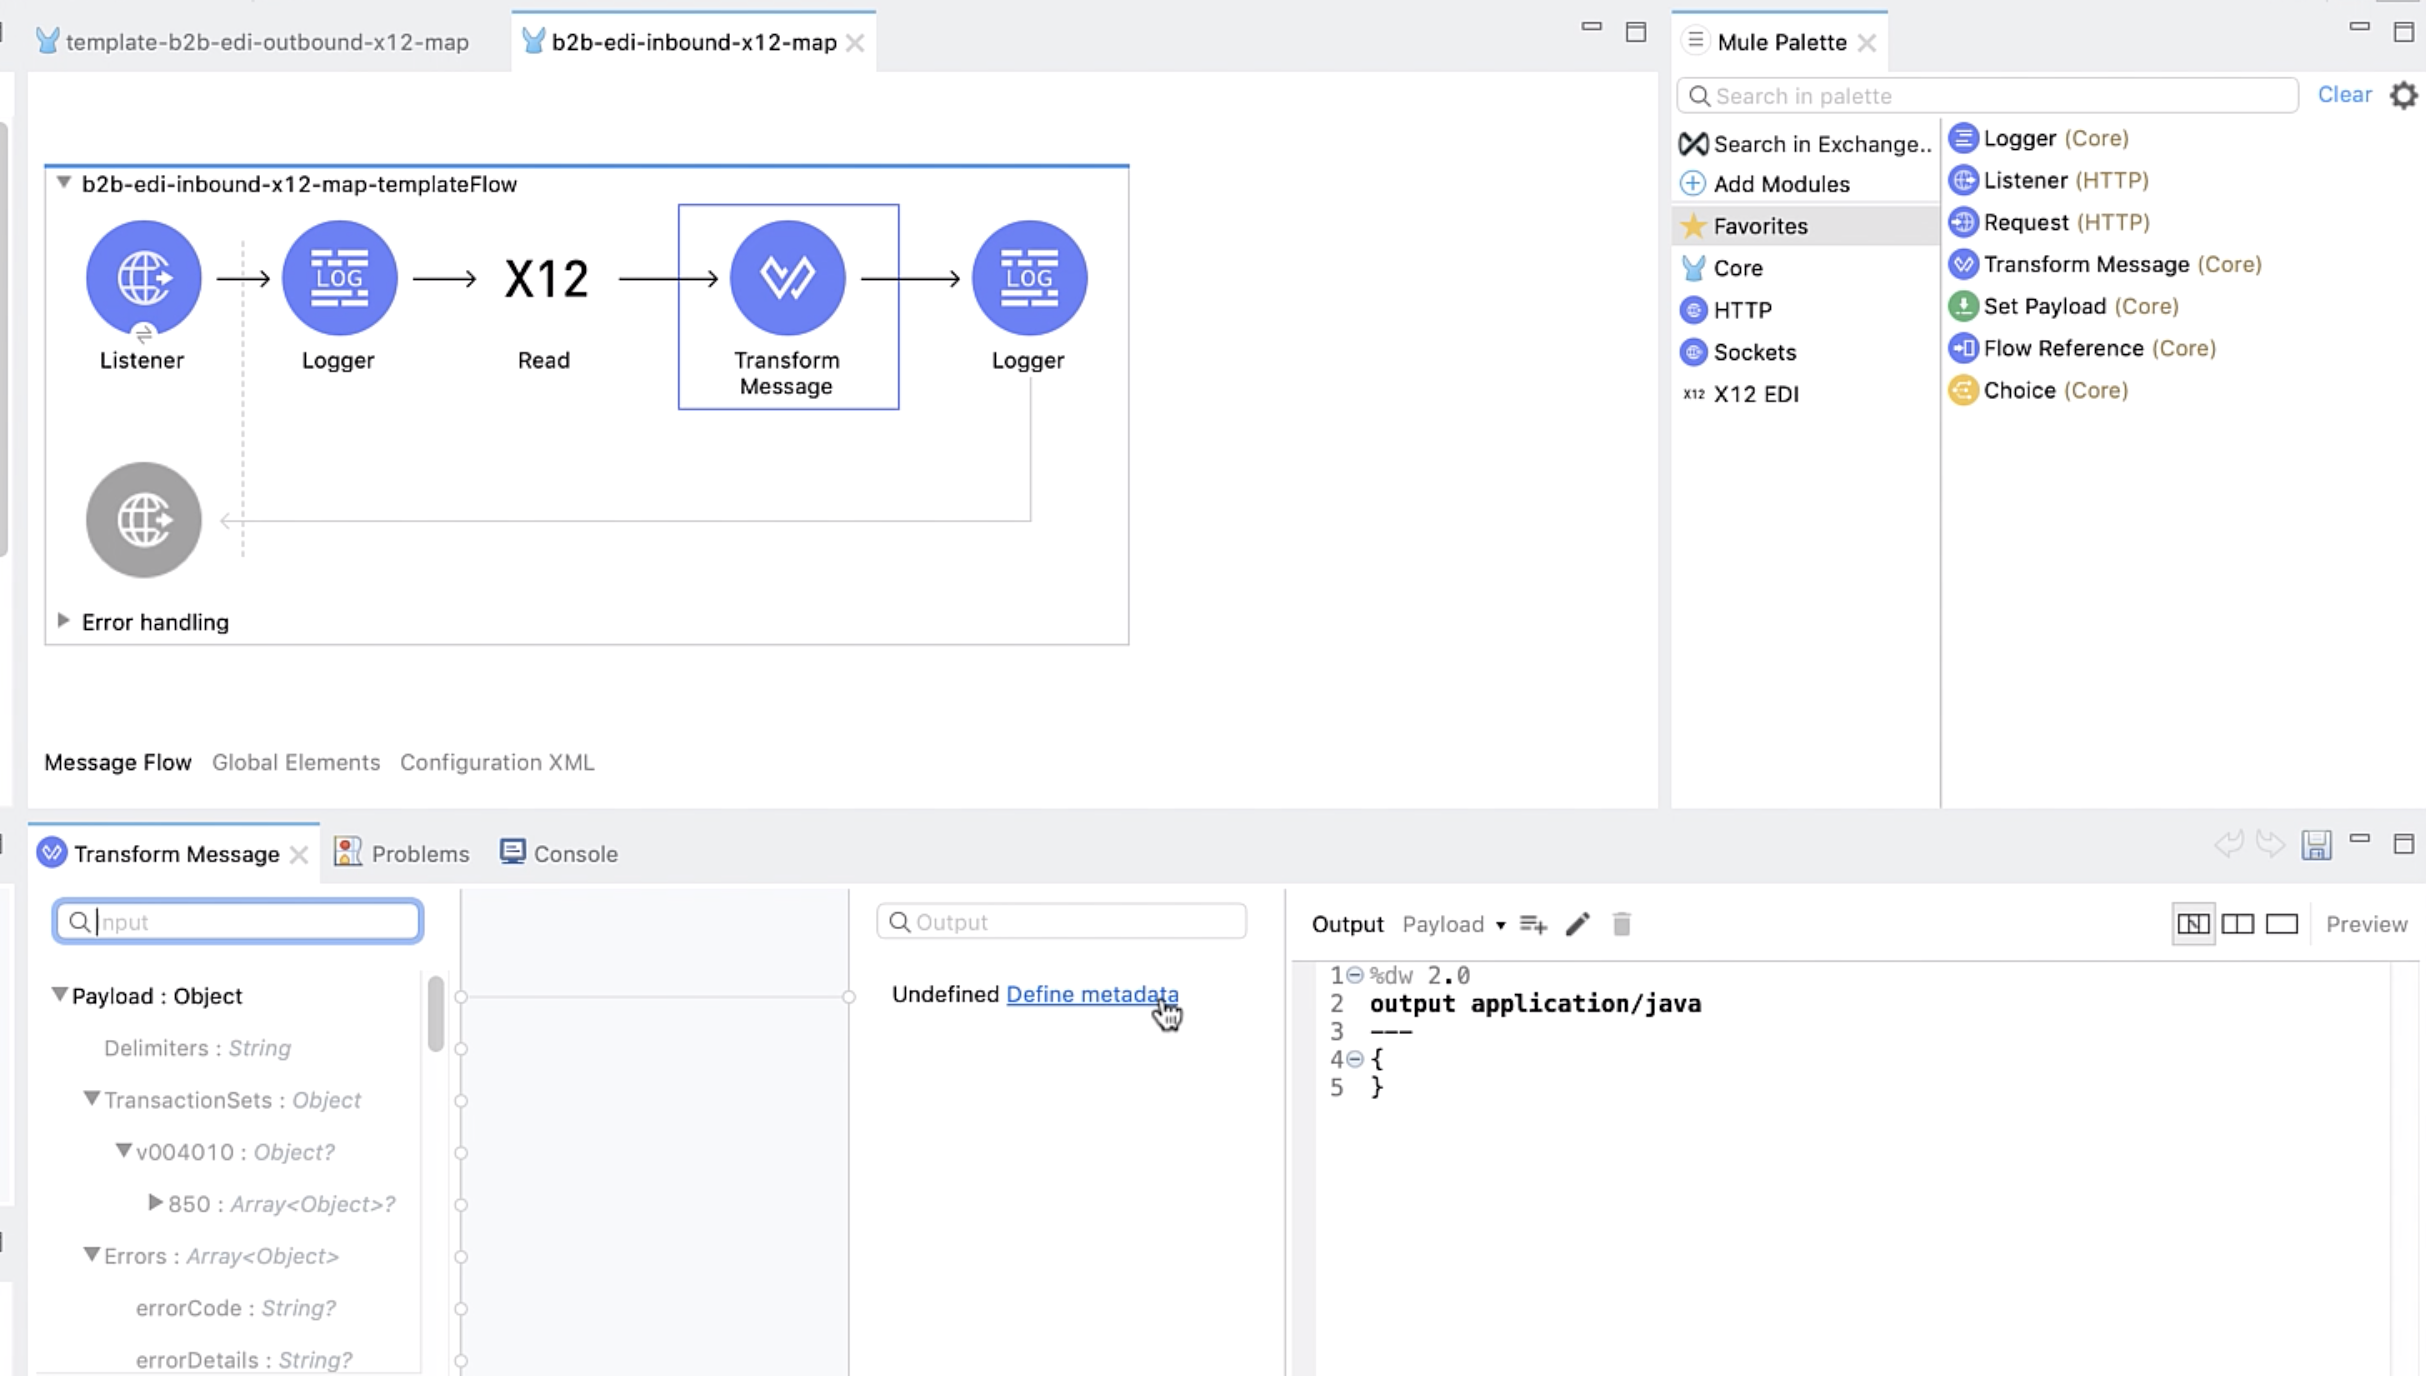 template-b2b-edi-outbound-x12-map
b2b-edi-inbound-x12-map
b2b-edi-inbound-x12-map-templateFlow
LOG
X12
LOG
Listener
Logger
Read
Transform
Message
Logger
Error handling
Message Flow
Global Elements
Configuration XML
Mule Palette
Search in palette
Clear
Search in Exchange..
Add Modules
Favorites
Core
HTTP
Sockets
X12 X12 EDI
Logger (Core)
Listener (HTTP)
Request (HTTP)
Transform Message (Core)
Set Payload (Core)
Flow Reference (Core)
Choice (Core)
Transform Message
Problems
Console
Input
Payload : Object
Delimiters : String
TransactionSets : Object
v004010 : Object?
850 : Array<Object>?
Errors : Array<Object>
errorCode : String?
errorDetails : String?
Output
Undefined Define metadata
Output Payload
Preview
1 %dw 2.0
2 output application/java
3 ---
4 {
5 }